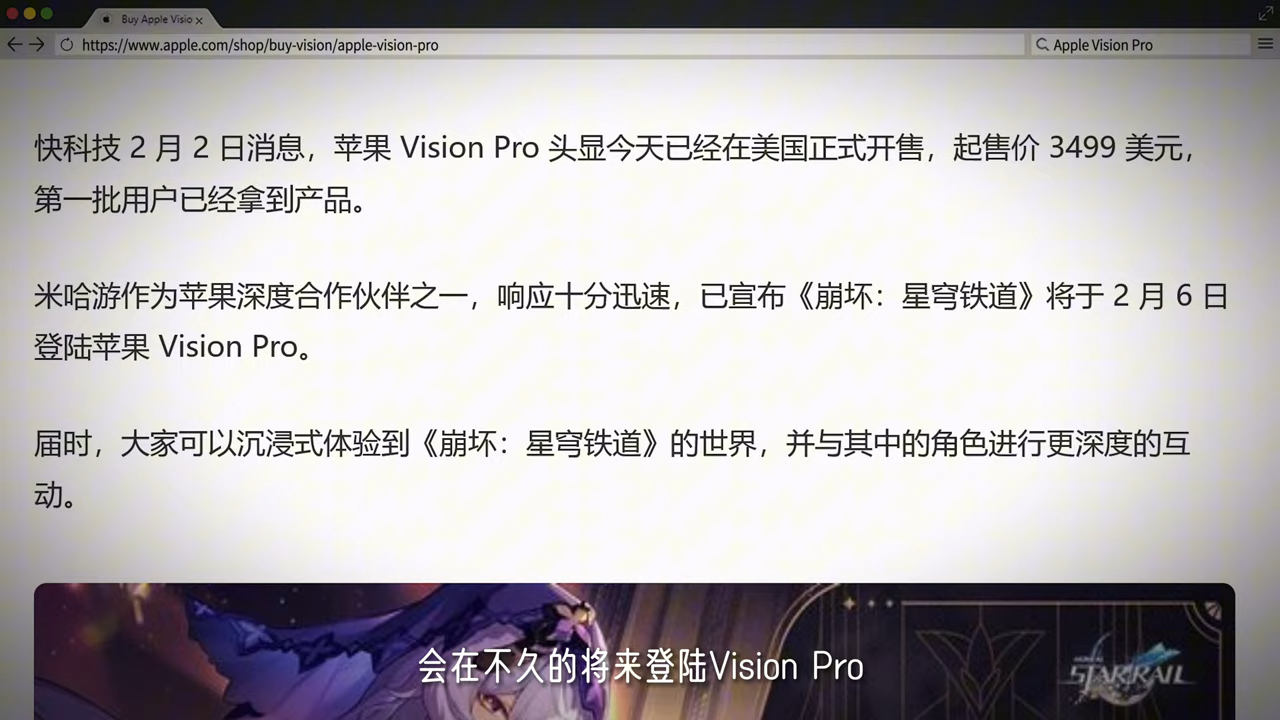 Buy Apple Visio
https://www.apple.com/shop/buy-vision/apple-vision-pro
Apple Vision Pro
快科技 2 月 2 日消息，苹果 Vision Pro 头显今天已经在美国正式开售，起售价 3499 美元，
第一批用户已经拿到产品。
米哈游作为苹果深度合作伙伴之一，响应十分迅速，已宣布《崩坏：星穹铁道》将于 2 月 6 日
登陆苹果 Vision Pro。
届时，大家可以沉浸式体验到《崩坏：星穹铁道》的世界，并与其中的角色进行更深度的互
动。
HONKAI
STAR RAIL
会在不久的将来登陆Vision Pro